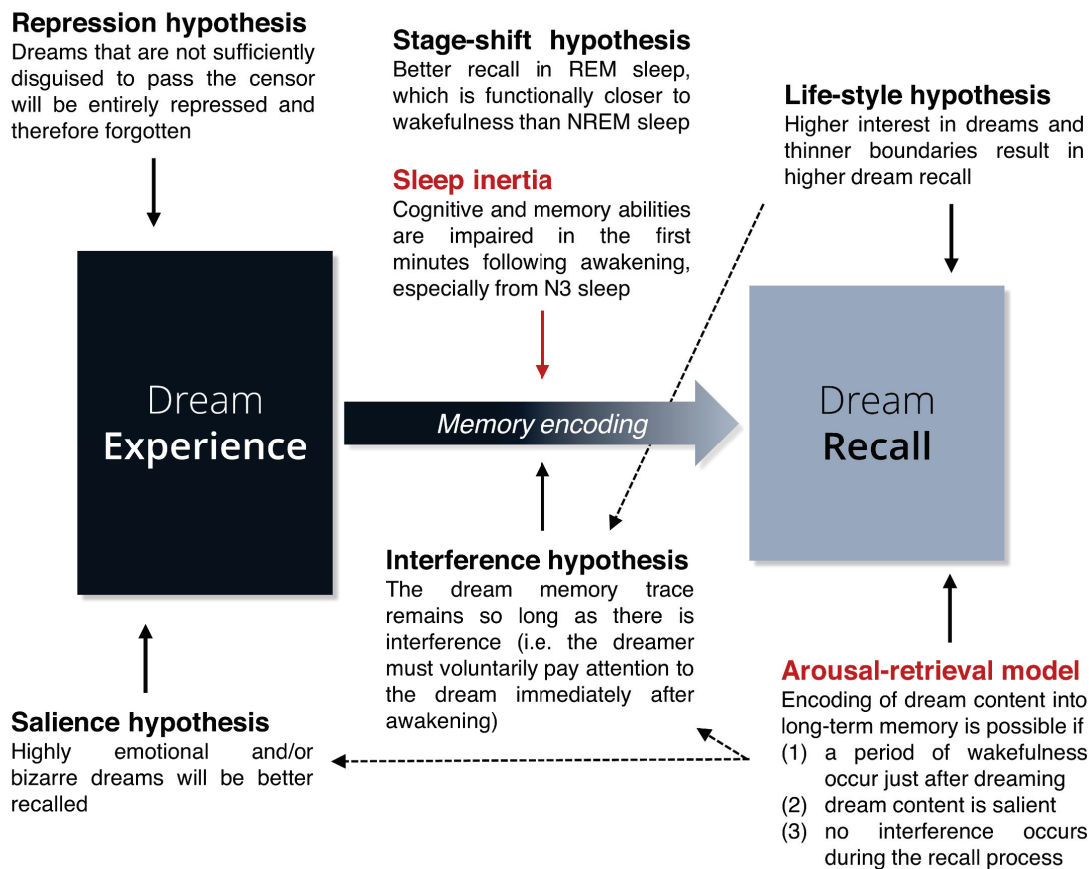 Repression hypothesis
Dreams that are not sufficiently
disguised to pass the censor
will be entirely repressed and
therefore forgotten
Stage-shift hypothesis
Better recall in REM sleep,
which is functionally closer to
wakefulness than NREM sleep
Sleep inertia
Cognitive and memory abilities
are impaired in the first
minutes following awakening,
especially from N3 sleep
Life-style hypothesis
Higher interest in dreams and
thinner boundaries result in
higher dream recall
Dream
Experience
Memory encoding
Dream
Recall
Interference hypothesis
The dream memory trace
remains so long as there is
interference (i.e. the dreamer
must voluntarily pay attention to
the dream immediately after
awakening)
Salience hypothesis
Highly emotional and/or
bizarre dreams will be better
recalled
Arousal-retrieval model
Encoding of dream content into
long-term memory is possible if
(1) a period of wakefulness
occur just after dreaming
(2) dream content is salient
(3) no interference occurs
during the recall process